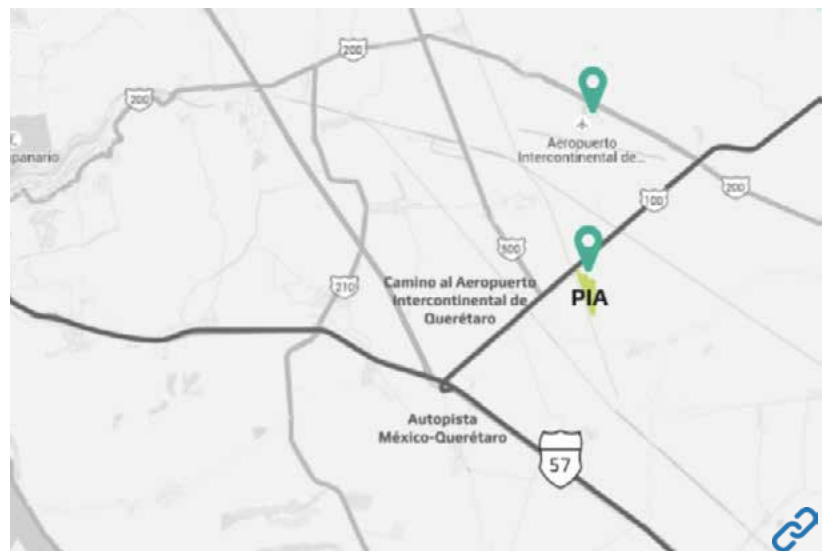 200
200
panario
Aeropuerto
Intercontinental de...
100
200
500
210
Camino al Aeropuerto
Intercontinental de
Querétaro
PIA
Autopista
México-Querétaro
57